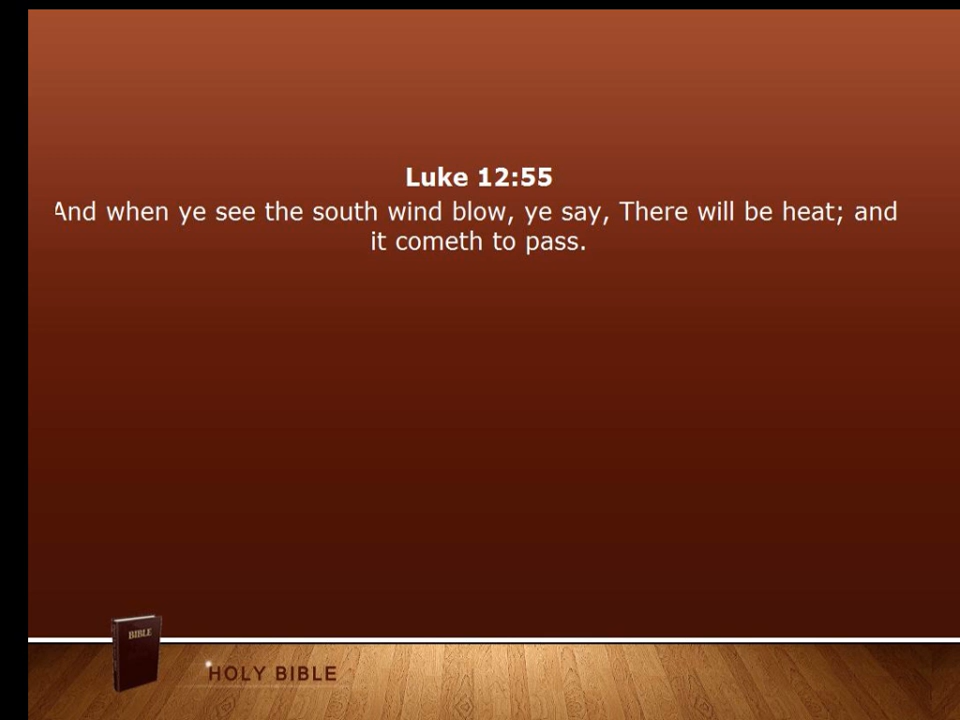 Luke 12:55
And when ye see the south wind blow, ye say, There will be heat; and
it cometh to pass.
BIBLE
HOLY BIBLE